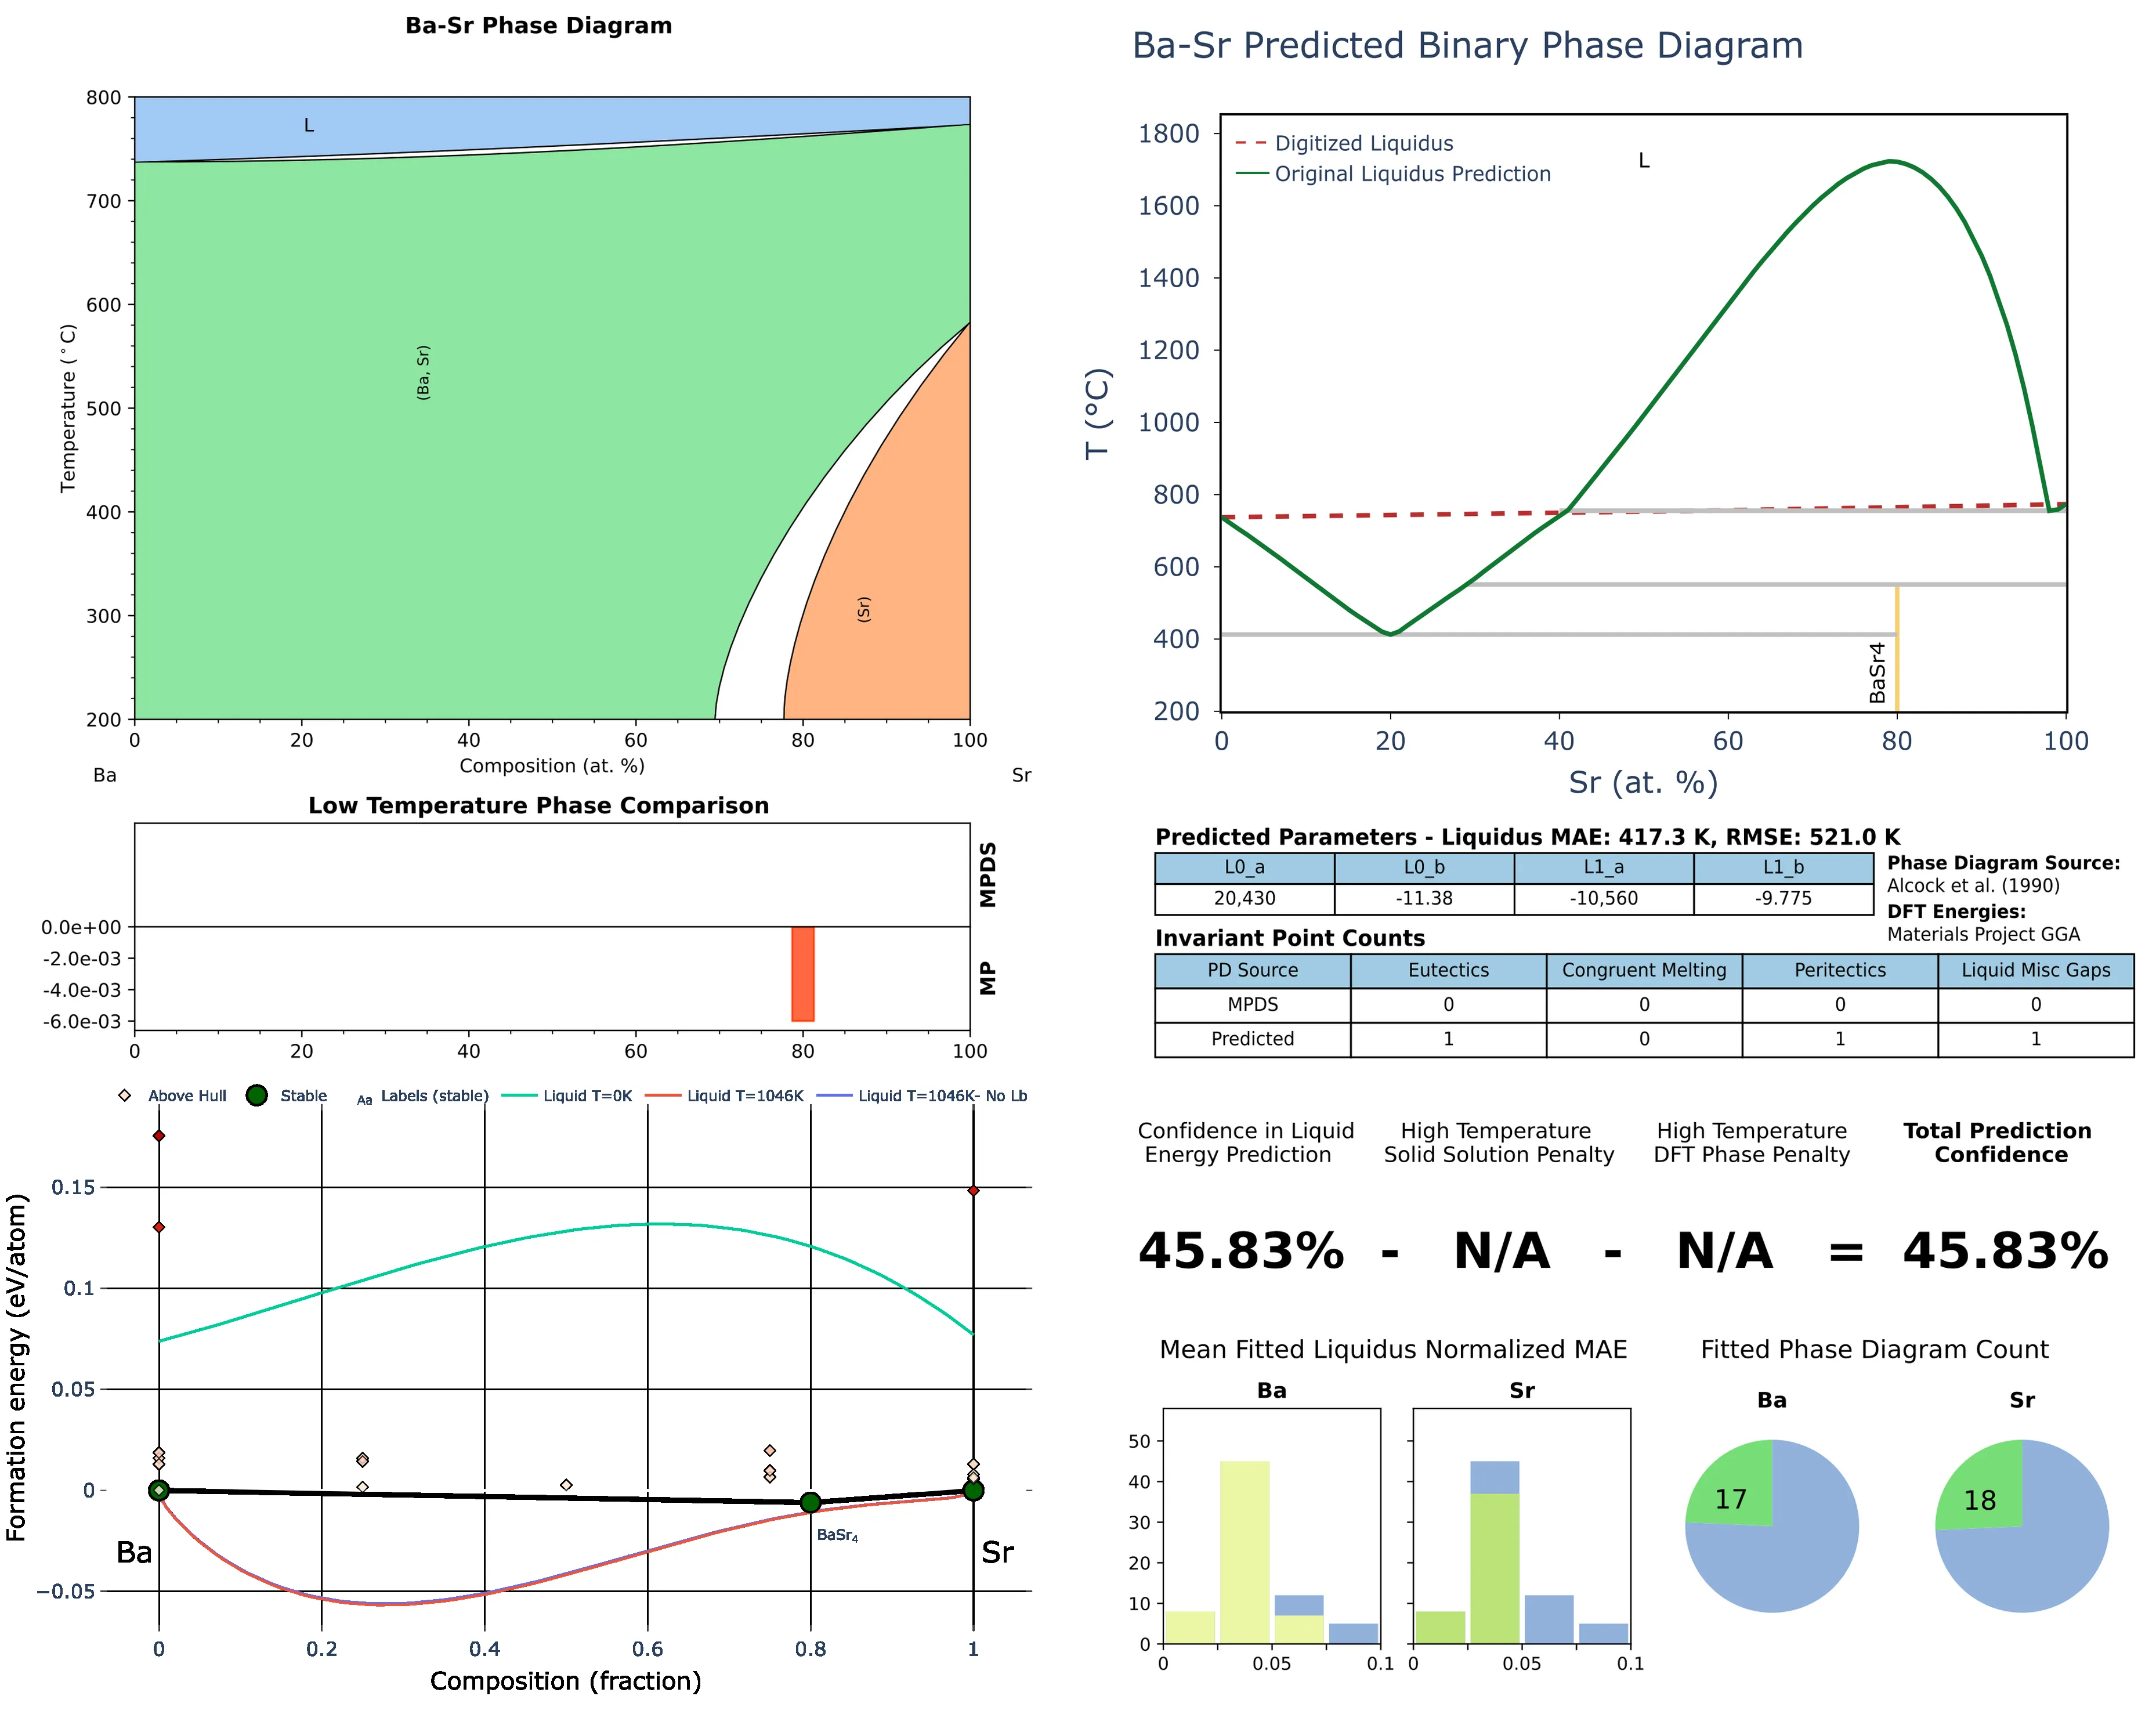 Ba-Sr Phase Diagram
800
700
600
500
400
300
200
Temperature (°C)
L
(Ba, Sr)
(Sr)
0 20 40 60 80 100
Composition (at. %)
Ba Sr
Low Temperature Phase Comparison
0.0e+00
-2.0e-03
-4.0e-03
-6.0e-03
MPDS
MP
0 20 40 60 80 100
Above Hull Stable Aa Labels (stable) Liquid T=0K Liquid T=1046K Liquid T=1046K- No Lb
0.15
0.1
0.05
0
−0.05
Formation energy (eV/atom)
Ba
BaSr4
Sr
0 0.2 0.4 0.6 0.8 1
Composition (fraction)
Ba-Sr Predicted Binary Phase Diagram
1800
1600
1400
1200
1000
800
600
400
200
T (°C)
Digitized Liquidus
Original Liquidus Prediction
L
BaSr4
0 20 40 60 80 100
Sr (at. %)
Predicted Parameters - Liquidus MAE: 417.3 K, RMSE: 521.0 K
L0_a L0_b L1_a L1_b
20,430 -11.38 -10,560 -9.775
Phase Diagram Source:
Alcock et al. (1990)
DFT Energies:
Materials Project GGA
Invariant Point Counts
PD Source Eutectics Congruent Melting Peritectics Liquid Misc Gaps
MPDS 0 0 0 0
Predicted 1 0 1 1
Confidence in Liquid
Energy Prediction
High Temperature
Solid Solution Penalty
High Temperature
DFT Phase Penalty
Total Prediction
Confidence
45.83% - N/A - N/A = 45.83%
Mean Fitted Liquidus Normalized MAE
Ba Sr
50
40
30
20
10
0
0 0.05 0.1 0 0.05 0.1
Fitted Phase Diagram Count
Ba Sr
17 18